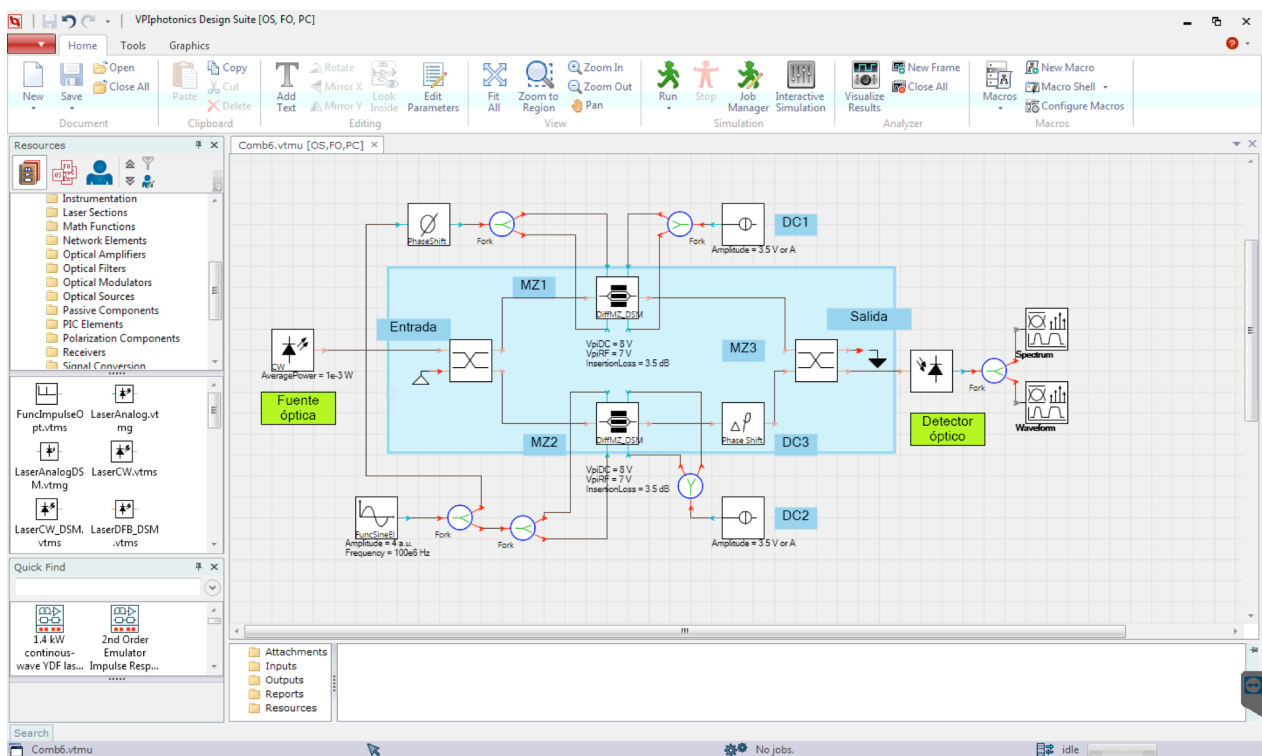 VPIphotonics Design Suite [OS, FO, PC]
Home Tools Graphics
New
Save
Open
Close All
Document
Paste
Copy
Cut
Delete
Clipboard
Add Text
Rotate
Mirror X
Mirror Y
Look Inside
Edit Parameters
Editing
Fit All
Zoom to Region
Zoom In
Zoom Out
Pan
View
Run
Stop
Job Manager
Interactive Simulation
Simulation
Visualize Results
New Frame
Close All
Analyzer
Macros
New Macro
Macro Shell
Configure Macros
Macros
Resources
Comb6.vtmu [OS,FO,PC]
Instrumentation
Laser Sections
Math Functions
Network Elements
Optical Amplifiers
Optical Filters
Optical Modulators
Optical Sources
Passive Components
PIC Elements
Polarization Components
Receivers
Signal Conversion
FuncImpulseO
pt.vtms
LaserAnalog.vt
mg
LaserAnalogDS
M.vtmg
LaserCW.vtms
LaserCW_DSM.
vtms
LaserDFB_DSM
.vtms
Quick Find
1.4 kW
continous-
wave YDF las...
2nd Order
Emulator
Impulse Resp...
Search
PhaseShift
Fork
Fork
Amplitude = 3.5 V or A
DC1
MZ1
DiffMZ_DSM
VpiDC = 8 V
VpiRF = 7 V
InsertionLoss = 3.5 dB
Entrada
Salida
MZ3
CW
AveragePower = 1e-3 W
Fuente
óptica
MZ2
DiffMZ_DSM
VpiDC = 8 V
VpiRF = 7 V
InsertionLoss = 3.5 dB
Δρ
Phase Shift
DC3
Detector
óptico
Fork
Spectrum
Waveform
FuncSineEl
Amplitude = 4 a.u.
Frequency = 100e6 Hz
Fork
Fork
DC2
Amplitude = 3.5 V or A
Attachments
Inputs
Outputs
Reports
Resources
Comb6.vtmu
No jobs.
idle